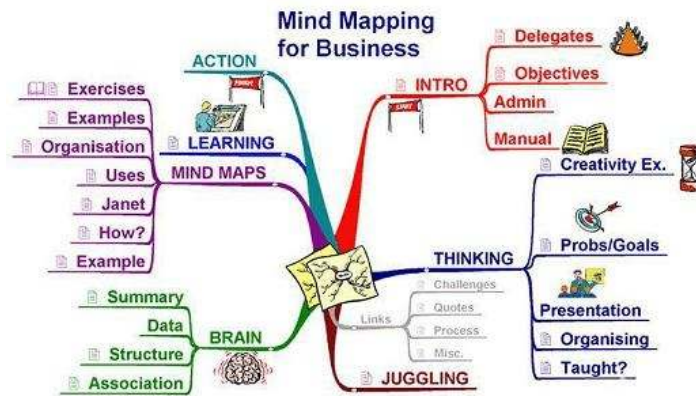 Mind Mapping
for Business
ACTION
FINISH
LEARNING
MIND MAPS
Exercises
Examples
Organisation
Uses
Janet
How?
Example
BRAIN
Summary
Data
Structure
Association
INTRO
START
Delegates
Objectives
Admin
Manual
THINKING
Creativity Ex.
Probs/Goals
Presentation
Organising
Taught?
Links
Challenges
Quotes
Process
Misc.
JUGGLING